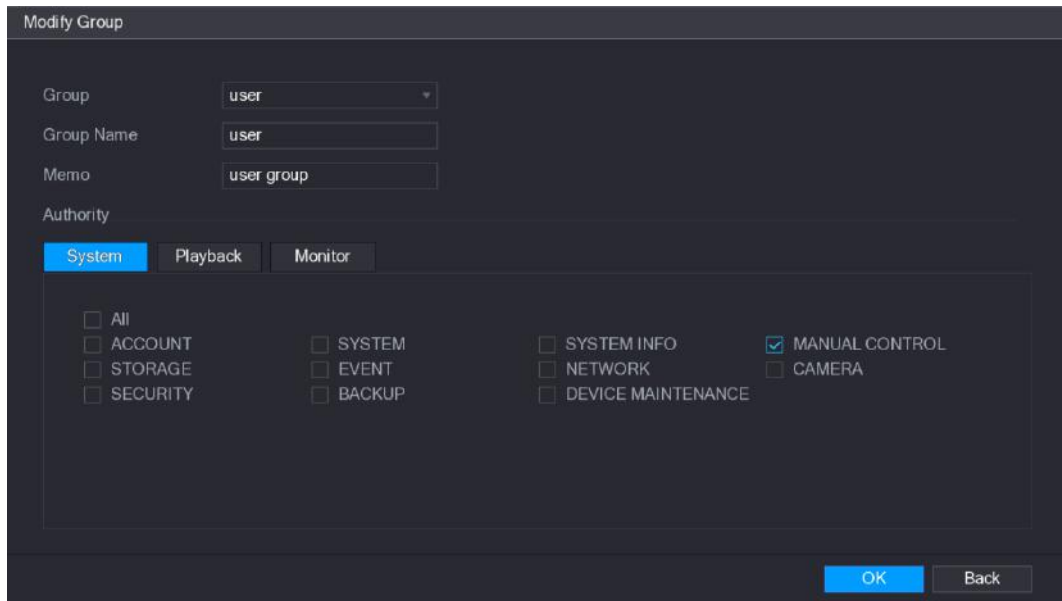 Modify Group
Group user
Group Name user
Memo user group
Authority
System Playback Monitor
All
ACCOUNT SYSTEM SYSTEM INFO MANUAL CONTROL
STORAGE EVENT NETWORK CAMERA
SECURITY BACKUP DEVICE MAINTENANCE
OK Back